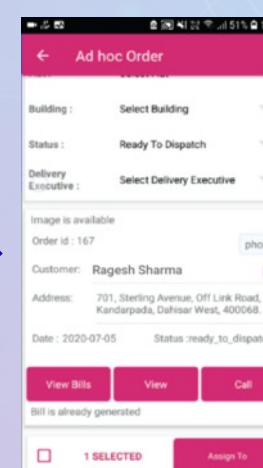 51%
Ad hoc Order
Building : Select Building
Status : Ready To Dispatch
Delivery Executive : Select Delivery Executive
Image is available
Order id : 167
pho
Customer: Ragesh Sharma
Address: 701, Sterling Avenue, Off Link Road,
Kandarpada, Dahisar West, 400068.
Date : 2020-07-05 Status :ready_to_dispat
View Bills View Call
Bill is already generated
1 SELECTED Assign To